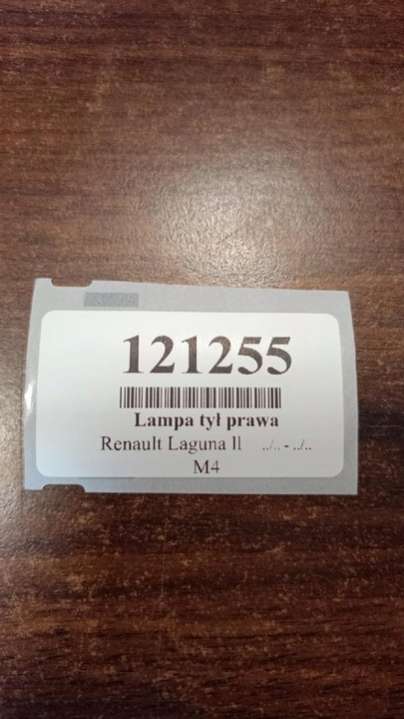 121255
Lampa tył prawa
Renault Laguna II ../.. - ../..
M4